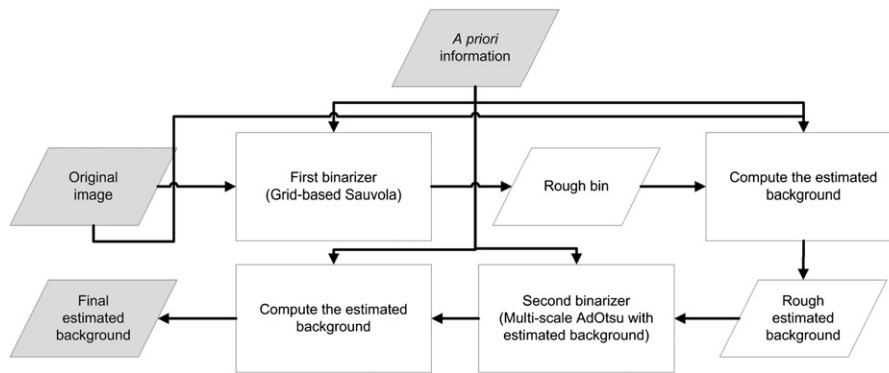 A priori
information
Original
image
First binarizer
(Grid-based Sauvola)
Rough bin
Compute the estimated
background
Final
estimated
background
Compute the estimated
background
Second binarizer
(Multi-scale AdOtsu with
estimated background)
Rough
estimated
background